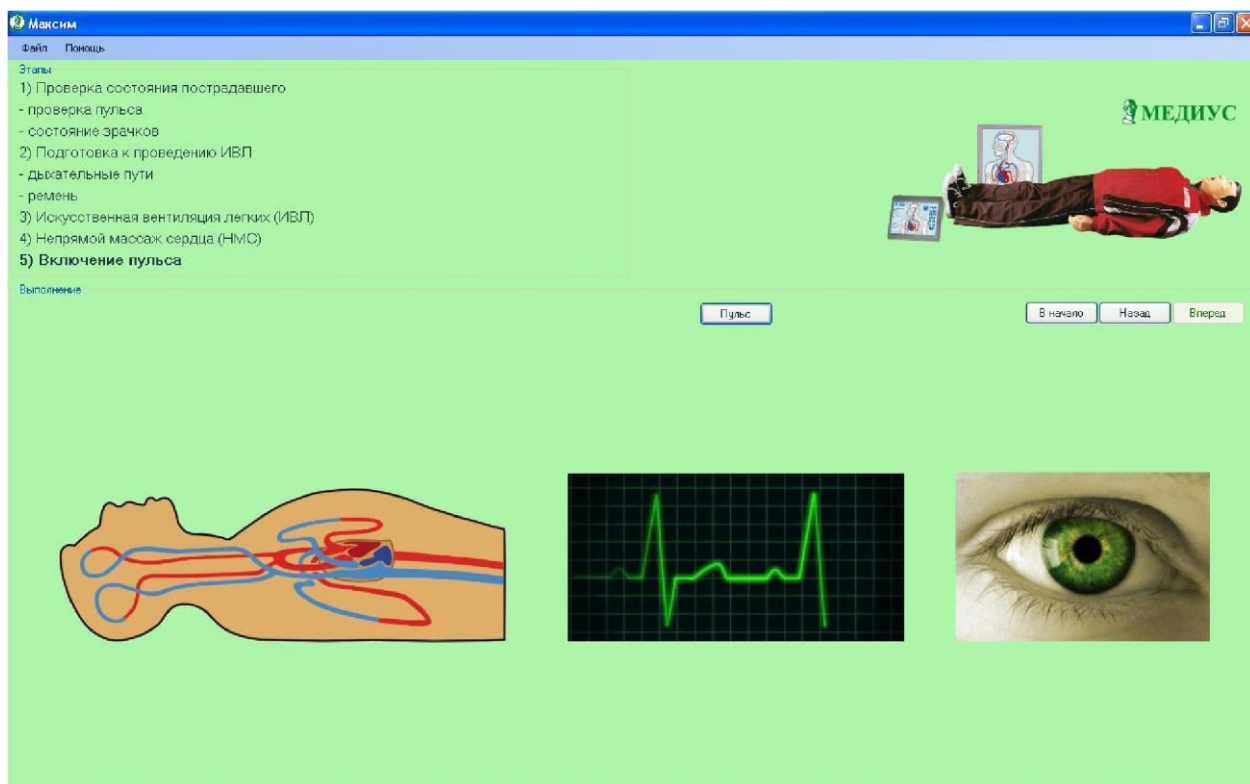 Максим
Файл Помощь
Этапы
1) Проверка состояния пострадавшего
- проверка пульса
- состояние зрачков
2) Подготовка к проведению ИВЛ
- дыхательные пути
- ремень
3) Искусственная вентиляция легких (ИВЛ)
4) Непрямой массаж сердца (НМС)
5) Включение пульса
МЕДИУС
Выполнение
Пульс
В начало Назад Вперед